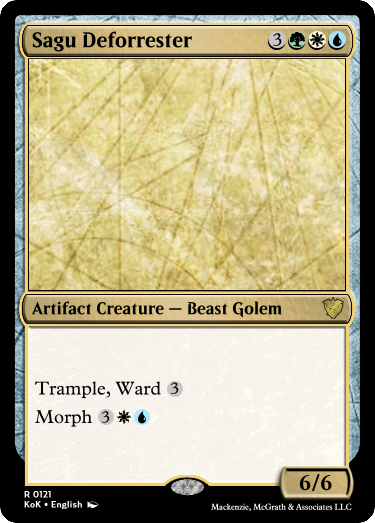 Sagu Deforrester 3
Artifact Creature — Beast Golem
Trample, Ward 3
Morph 3
6/6
R 0121
KoK • English
Mackenzie, McGrath & Associates LLC